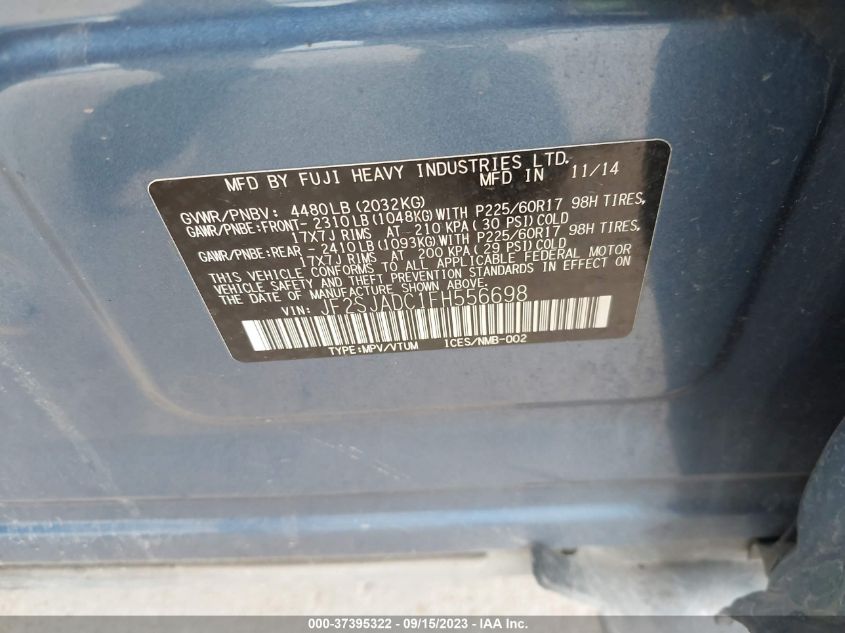 MFD BY FUJI HEAVY INDUSTRIES LTD.
MFD IN 11/14
GVWR/PNBV: 4480LB (2032KG)
GAWR/PNBE:FRONT- 2310LB(1048KG)WITH P225/60R17 98H TIRES,
17X7J RIMS AT 210 KPA(30 PSI)COLD
GAWR/PNBE:REAR - 2410LB(1093KG)WITH P225/60R17 98H TIRES,
17X7J RIMS AT 200 KPA(29 PSI)COLD
THIS VEHICLE CONFORMS TO ALL APPLICABLE FEDERAL MOTOR
VEHICLE SAFETY AND THEFT PREVENTION STANDARDS IN EFFECT ON
THE DATE OF MANUFACTURE SHOWN ABOVE.
VIN: JF2SJADC1FH556698
TYPE:MPV/VTUM ICES/NMB-002
000-37395322 - 09/15/2023 - © IAA Holdings, LLC.